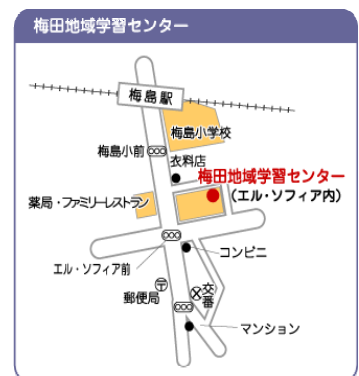 梅田地域学習センター
梅島駅
梅島小学校
梅島小前
衣料店
梅田地域学習センター
(エル・ソフィア内)
薬局・ファミリーレストラン
コンビニ
エル・ソフィア前
郵便局
交番
マンション